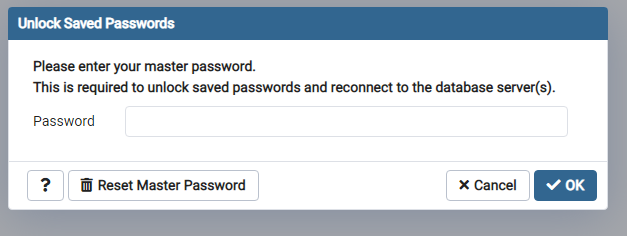 Unlock Saved Passwords
Please enter your master password.
This is required to unlock saved passwords and reconnect to the database server(s).
Password
? Reset Master Password Cancel OK